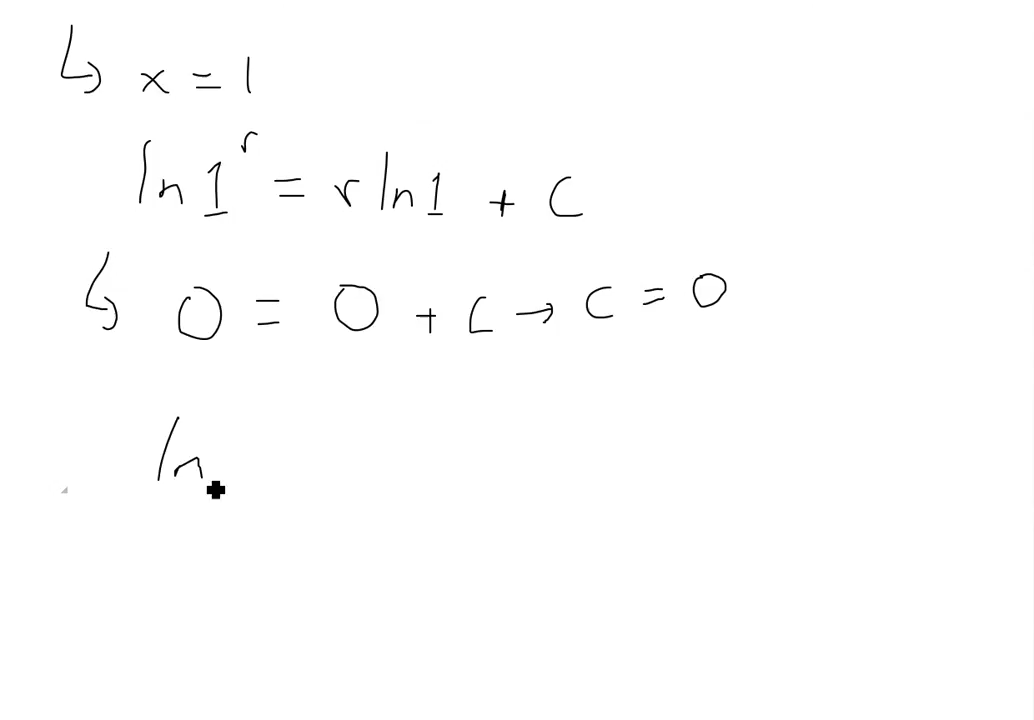 ↳ x = 1
ln 1^r = r ln 1 + C
↳ 0 = 0 + C → C = 0
ln